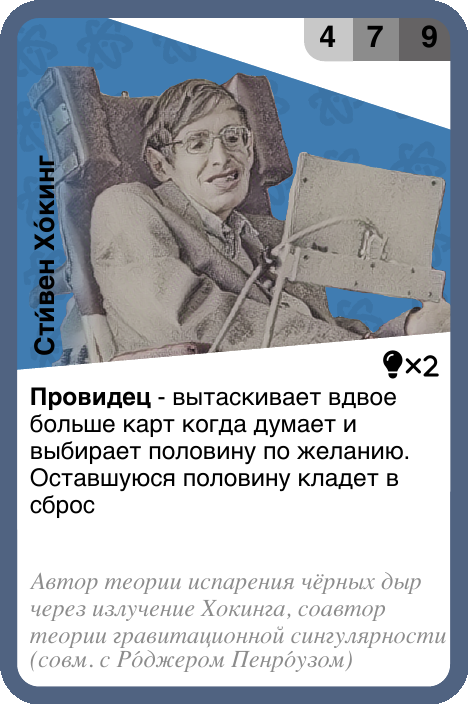 4 7 9
Сти́вен Хо́кинг
×2
Провидец - вытаскивает вдвое
больше карт когда думает и
выбирает половину по желанию.
Оставшуюся половину кладет в
сброс
Автор теории испарения чёрных дыр
через излучение Хокинга, соавтор
теории гравитационной сингулярности
(совм. с Ро́джером Пенро́узом)